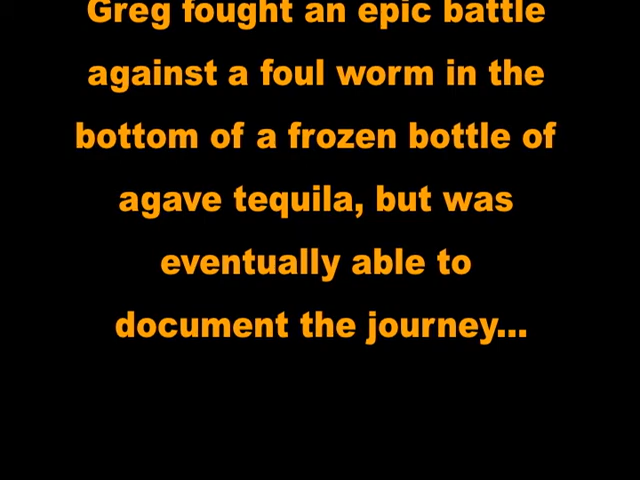 Greg fought an epic battle
against a foul worm in the
bottom of a frozen bottle of
agave tequila, but was
eventually able to
document the journey...